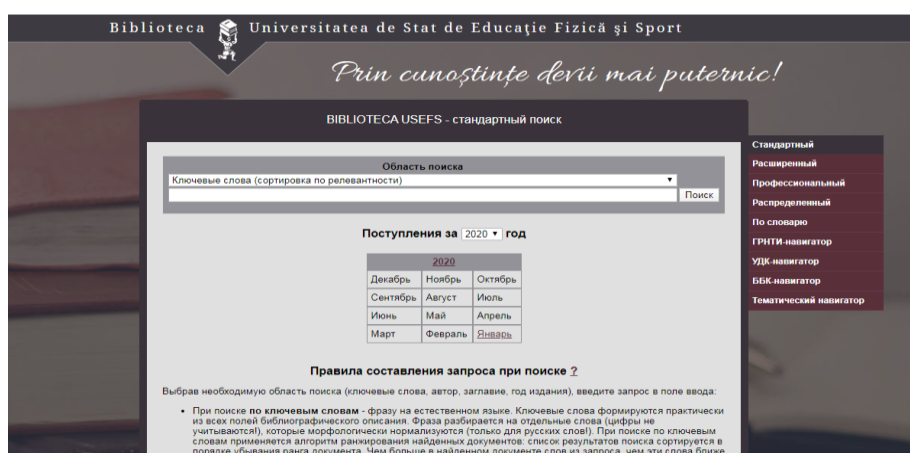 Biblioteca Universitatea de Stat de Educaţie Fizică şi Sport
Prin cunoștințe devii mai puternic!
BIBLIOTECA USEFS - стандартный поиск
Стандартный
Расширенный
Профессиональный
Распределенный
По словарю
ГРНТИ-навигатор
УДК-навигатор
ББК-навигатор
Тематический навигатор
Область поиска
Ключевые слова (сортировка по релевантности)
Поиск
Поступления за 2020 год
2020
Декабрь Ноябрь Октябрь
Сентябрь Август Июль
Июнь Май Апрель
Март Февраль Январь
Правила составления запроса при поиске ?
Выбрав необходимую область поиска (ключевые слова, автор, заглавие, год издания), введите запрос в поле ввода:
• При поиске по ключевым словам - фразу на естественном языке. Ключевые слова формируются практически
из всех полей библиографического описания. Фраза разбирается на отдельные слова (цифры не
учитываются!), которые морфологически нормализуются (только для русских слов!). При поиске по ключевым
словам применяется алгоритм ранжирования найденных документов: список результатов поиска сортируется в
порядке убывания ранга документа. Чем больше в найденном документе слов из запроса, чем эти слова ближе